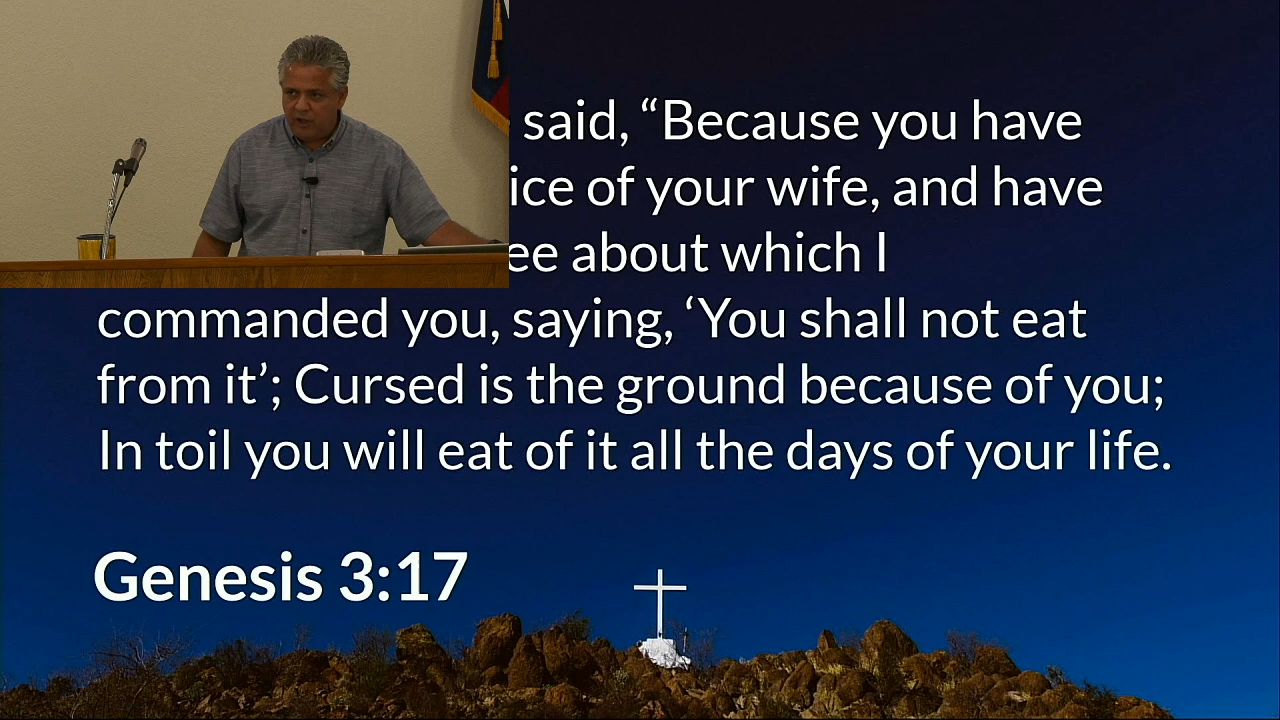 said, “Because you have
ice of your wife, and have
ee about which I
commanded you, saying, ‘You shall not eat
from it’; Cursed is the ground because of you;
In toil you will eat of it all the days of your life.
Genesis 3:17